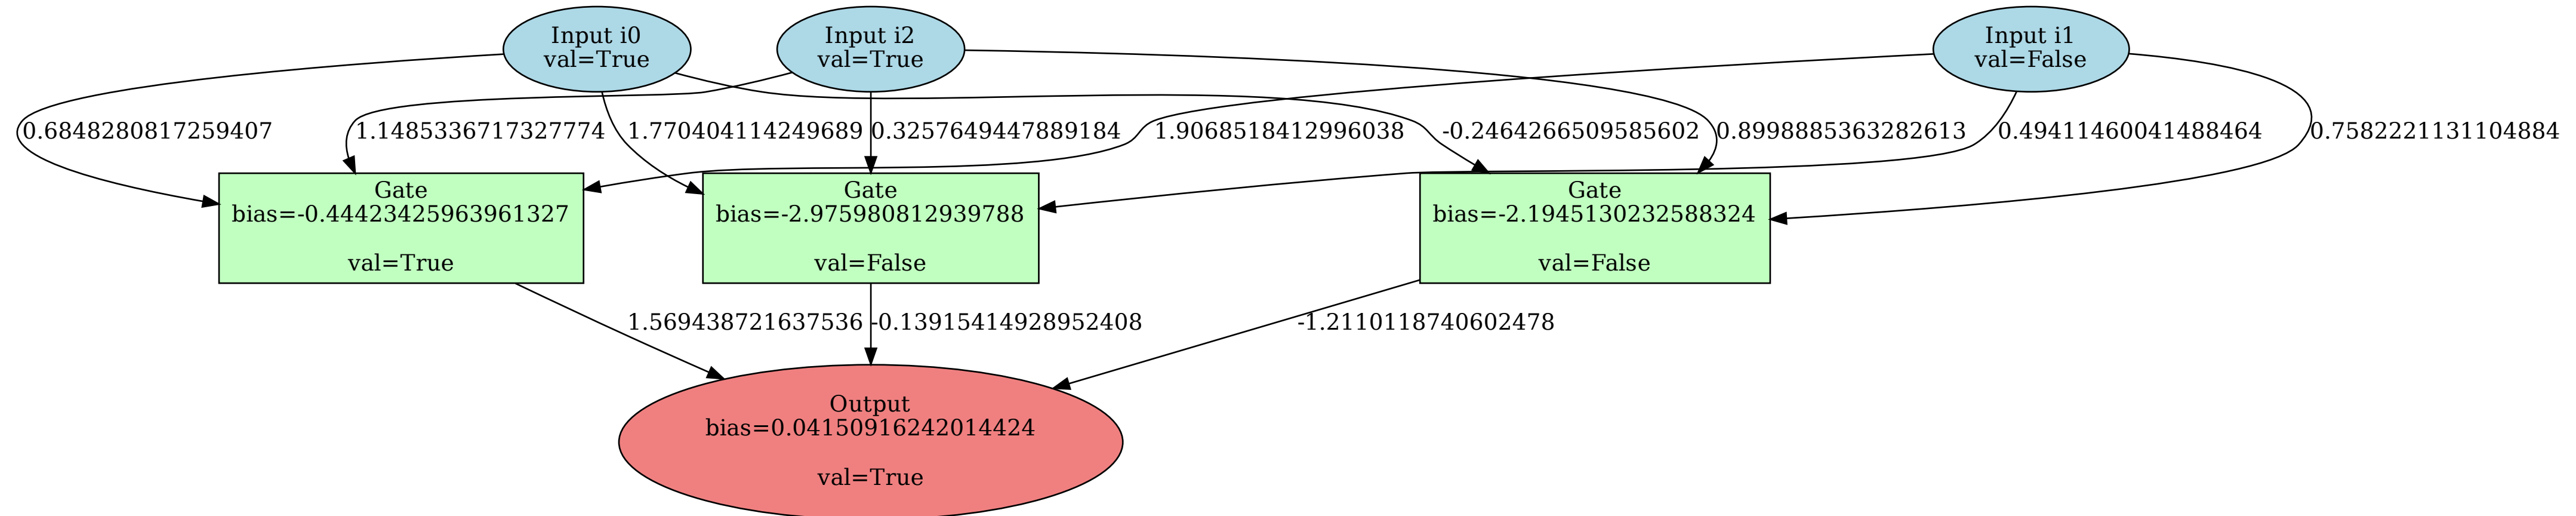 Input i0
val=True
Input i2
val=True
Input i1
val=False
0.6848280817259407
1.1485336717327774
1.770404114249689
0.3257649447889184
1.9068518412996038
-0.2464266509585602
0.8998885363282613
0.49411460041488464
0.7582221131104884
Gate
bias=-0.44423425963961327
val=True
Gate
bias=-2.975980812939788
val=False
Gate
bias=-2.1945130232588324
val=False
1.569438721637536
-0.13915414928952408
-1.2110118740602478
Output
bias=0.04150916242014424
val=True